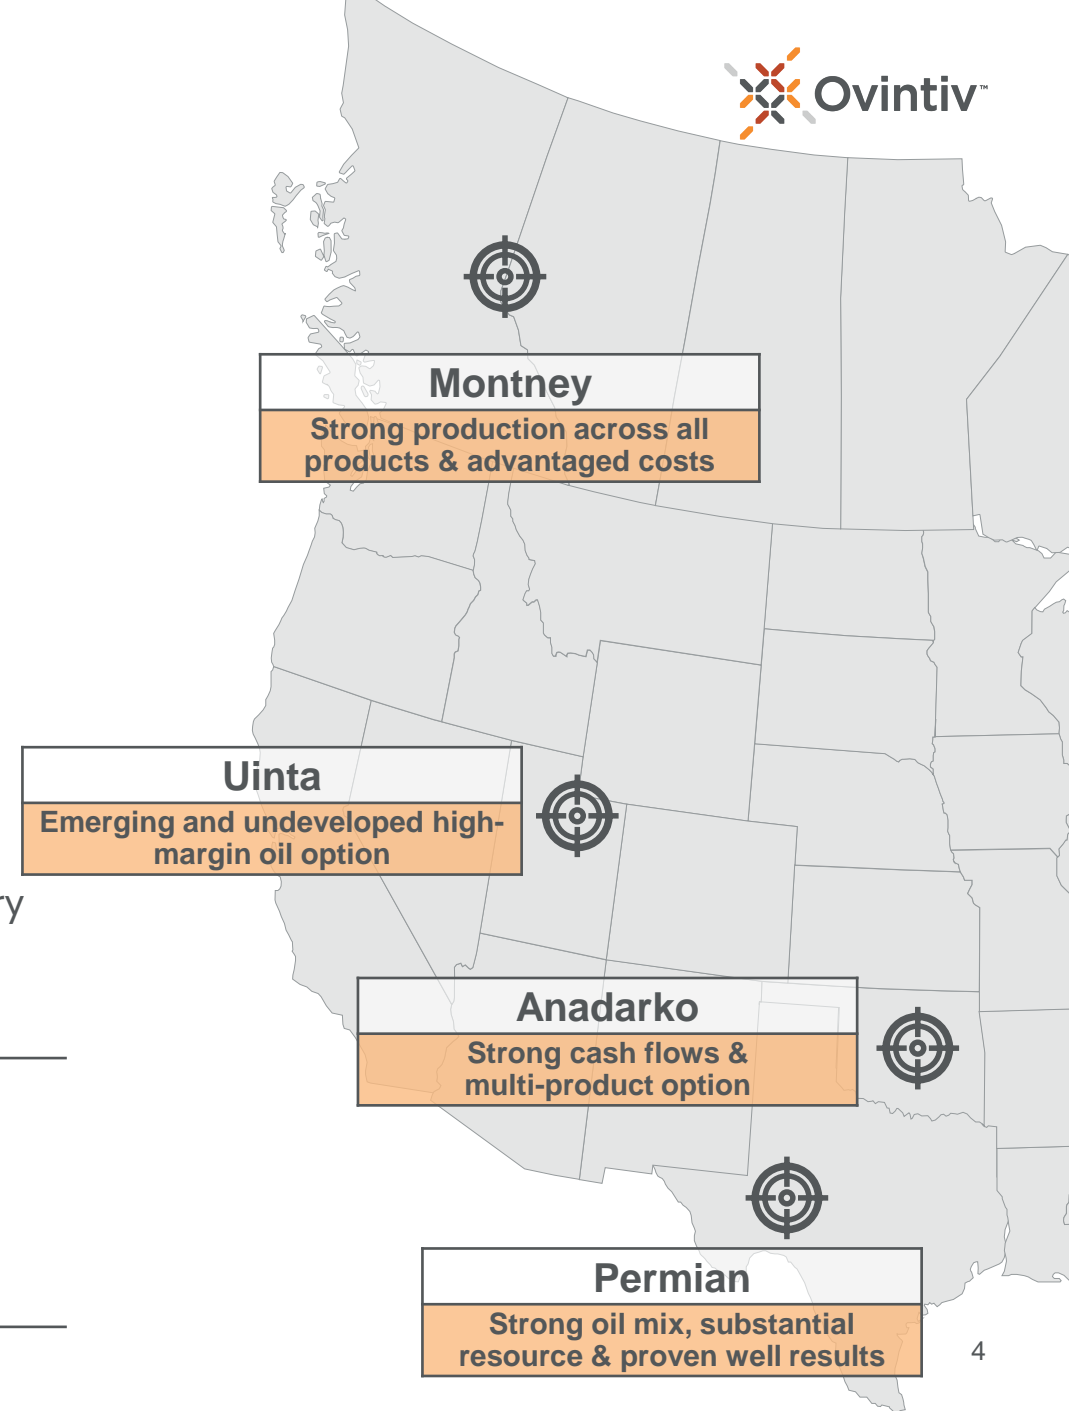 Ovintiv™
Montney
Strong production across all
products & advantaged costs
Uinta
Emerging and undeveloped high-
margin oil option
ry
Anadarko
Strong cash flows &
multi-product option
Permian
Strong oil mix, substantial
resource & proven well results
4